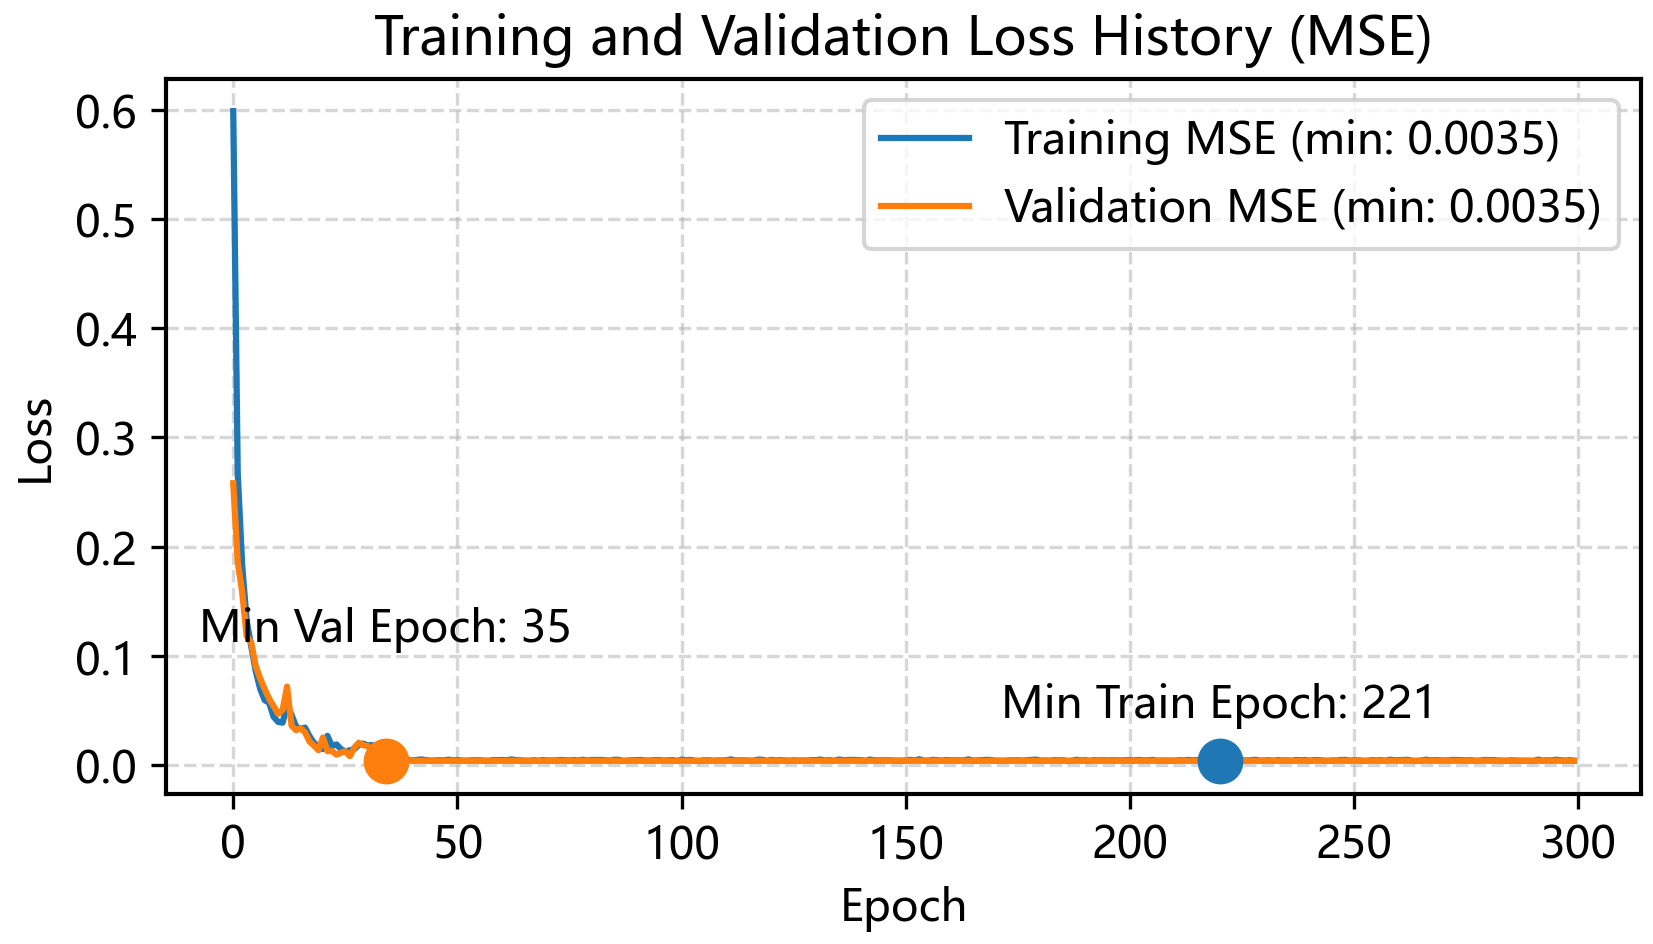 Training and Validation Loss History (MSE)
0.6
0.5
0.4
0.3
0.2
0.1
0.0
Loss
Training MSE (min: 0.0035)
Validation MSE (min: 0.0035)
Min Val Epoch: 35
Min Train Epoch: 221
0 50 100 150 200 250 300
Epoch